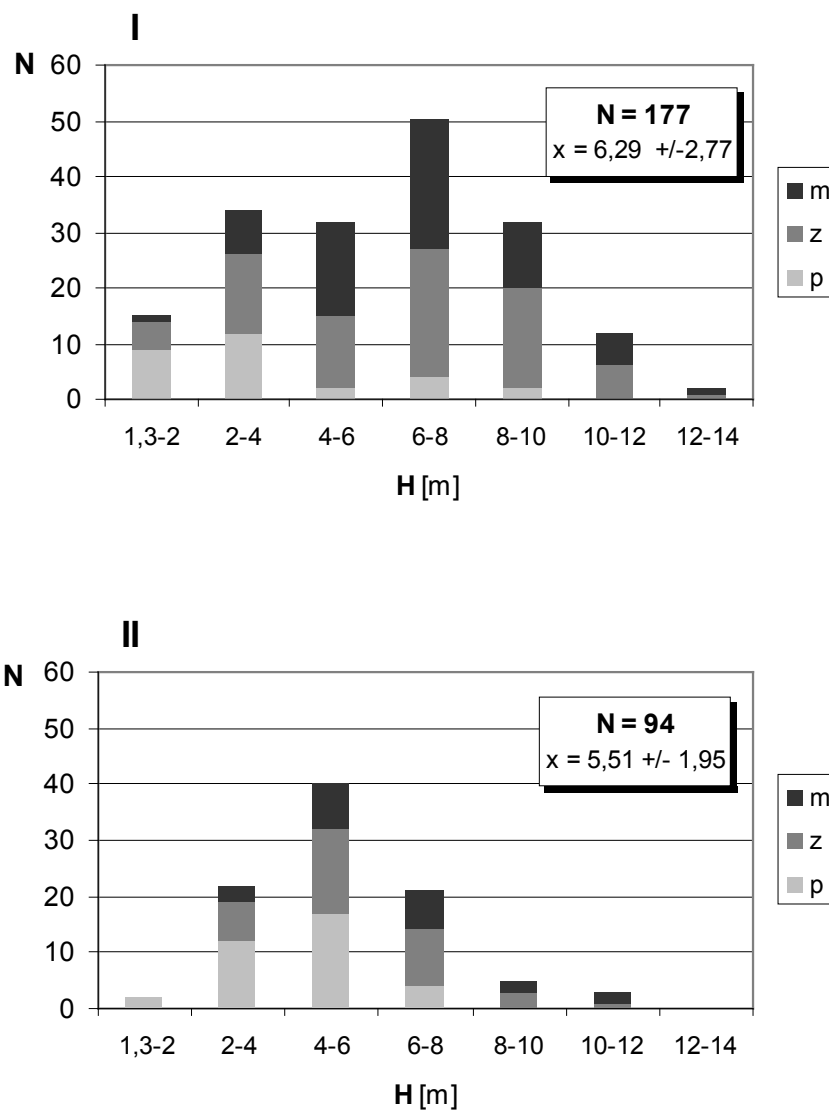 I
N
60
50
40
30
20
10
0
N = 177
x = 6,29 +/-2,77
m
z
p
1,3-2 2-4 4-6 6-8 8-10 10-12 12-14
H [m]
II
N
60
50
40
30
20
10
0
N = 94
x = 5,51 +/- 1,95
m
z
p
1,3-2 2-4 4-6 6-8 8-10 10-12 12-14
H [m]